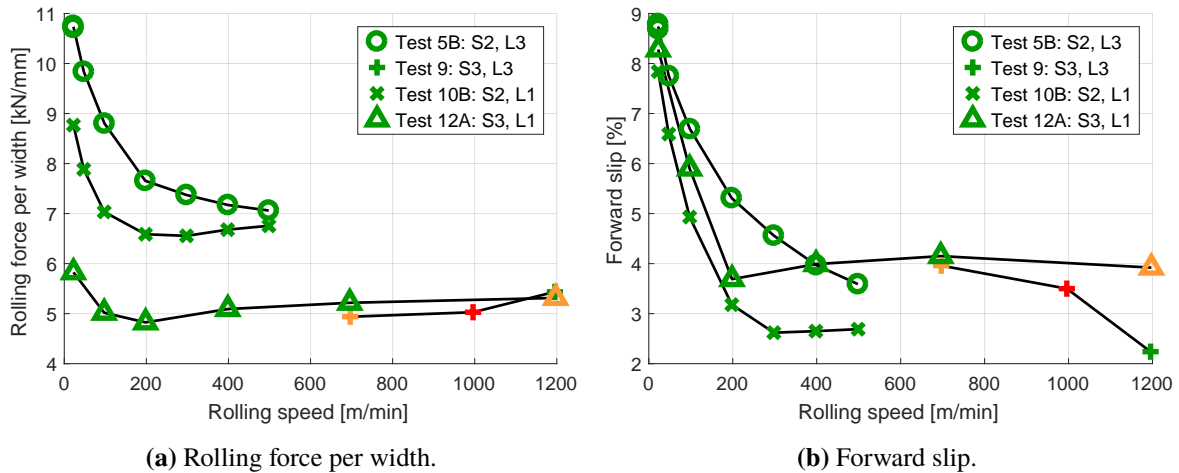 11
10
9
8
7
6
5
4
0
200
400
600
800
1000
1200
Rolling force per width [kN/mm]
Rolling speed [m/min]
Test 5B: S2, L3
Test 9: S3, L3
Test 10B: S2, L1
Test 12A: S3, L1
(a) Rolling force per width.
9
8
7
6
5
4
3
2
0
200
400
600
800
1000
1200
Forward slip [%]
Rolling speed [m/min]
Test 5B: S2, L3
Test 9: S3, L3
Test 10B: S2, L1
Test 12A: S3, L1
(b) Forward slip.